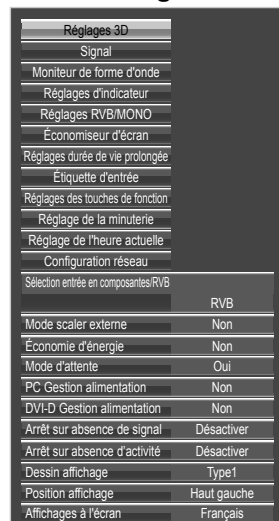 Réglages 3D
Signal
Moniteur de forme d'onde
Réglages d'indicateur
Réglages RVB/MONO
Économiseur d'écran
Réglages durée de vie prolongée
Étiquette d'entrée
Réglages des touches de fonction
Réglage de la minuterie
Réglage de l'heure actuelle
Configuration réseau
Sélection entrée en composantes/RVB
RVB
Mode scaler externe Non
Économie d'énergie Non
Mode d'attente Oui
PC Gestion alimentation Non
DVI-D Gestion alimentation Non
Arrêt sur absence de signal Désactiver
Arrêt sur absence d'activité Désactiver
Dessin affichage Type1
Position affichage Haut gauche
Affichages à l'écran Français